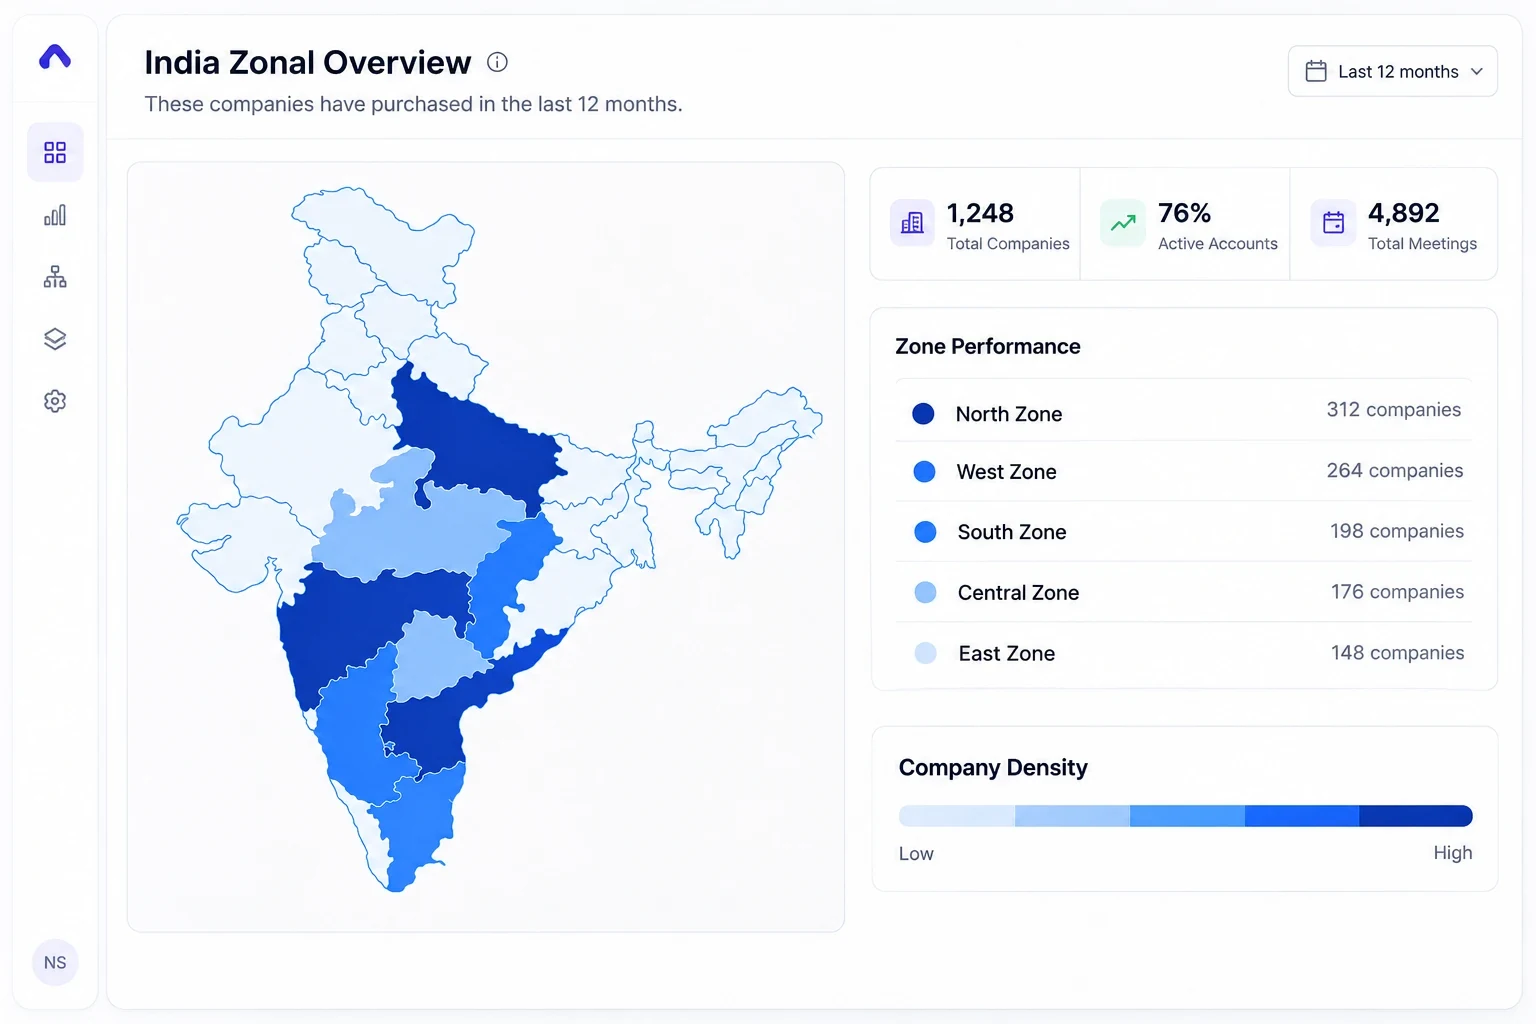 India Zonal Overview
These companies have purchased in the last 12 months.
Last 12 months
1,248
Total Companies
76%
Active Accounts
4,892
Total Meetings
Zone Performance
North Zone 312 companies
West Zone 264 companies
South Zone 198 companies
Central Zone 176 companies
East Zone 148 companies
Company Density
Low High
NS